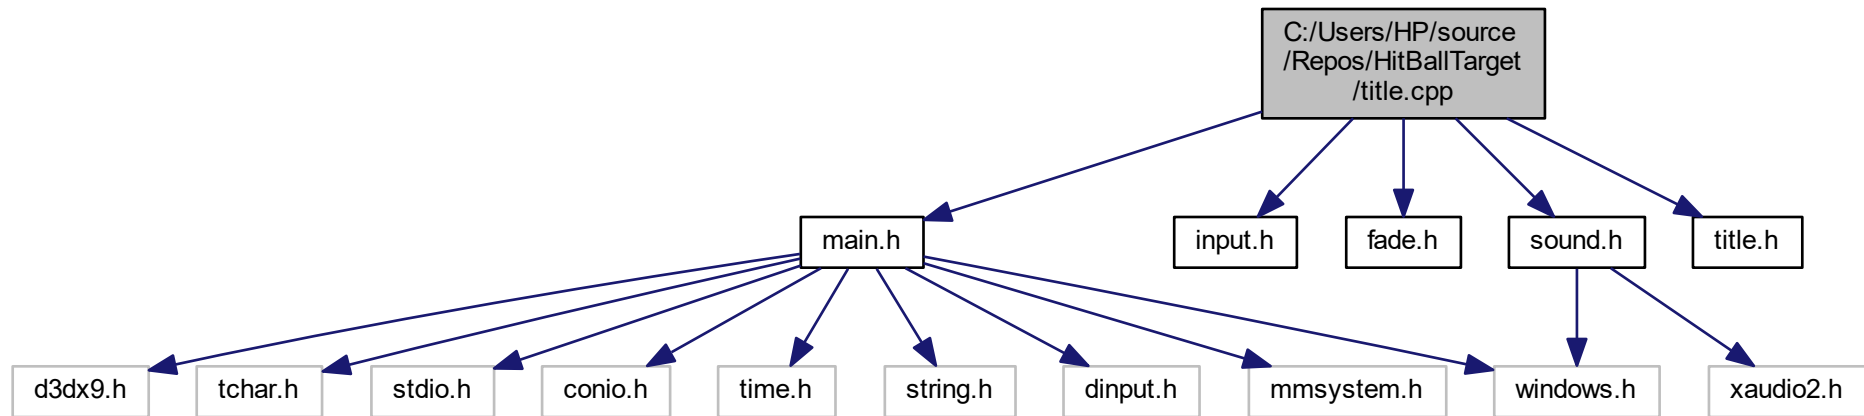 C:/Users/HP/source
/Repos/HitBallTarget
/title.cpp
main.h
input.h
fade.h
sound.h
title.h
d3dx9.h
tchar.h
stdio.h
conio.h
time.h
string.h
dinput.h
mmsystem.h
windows.h
xaudio2.h